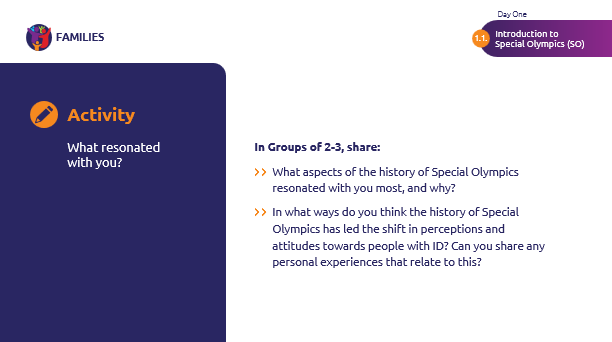 Day One
FAMILIES
1.1.
Introduction to
Special Olympics (SO)
Activity
What resonated
with you?
In Groups of 2-3, share:
What aspects of the history of Special Olympics
resonated with you most, and why?
In what ways do you think the history of Special
Olympics has led the shift in perceptions and
attitudes towards people with ID? Can you share any
personal experiences that relate to this?